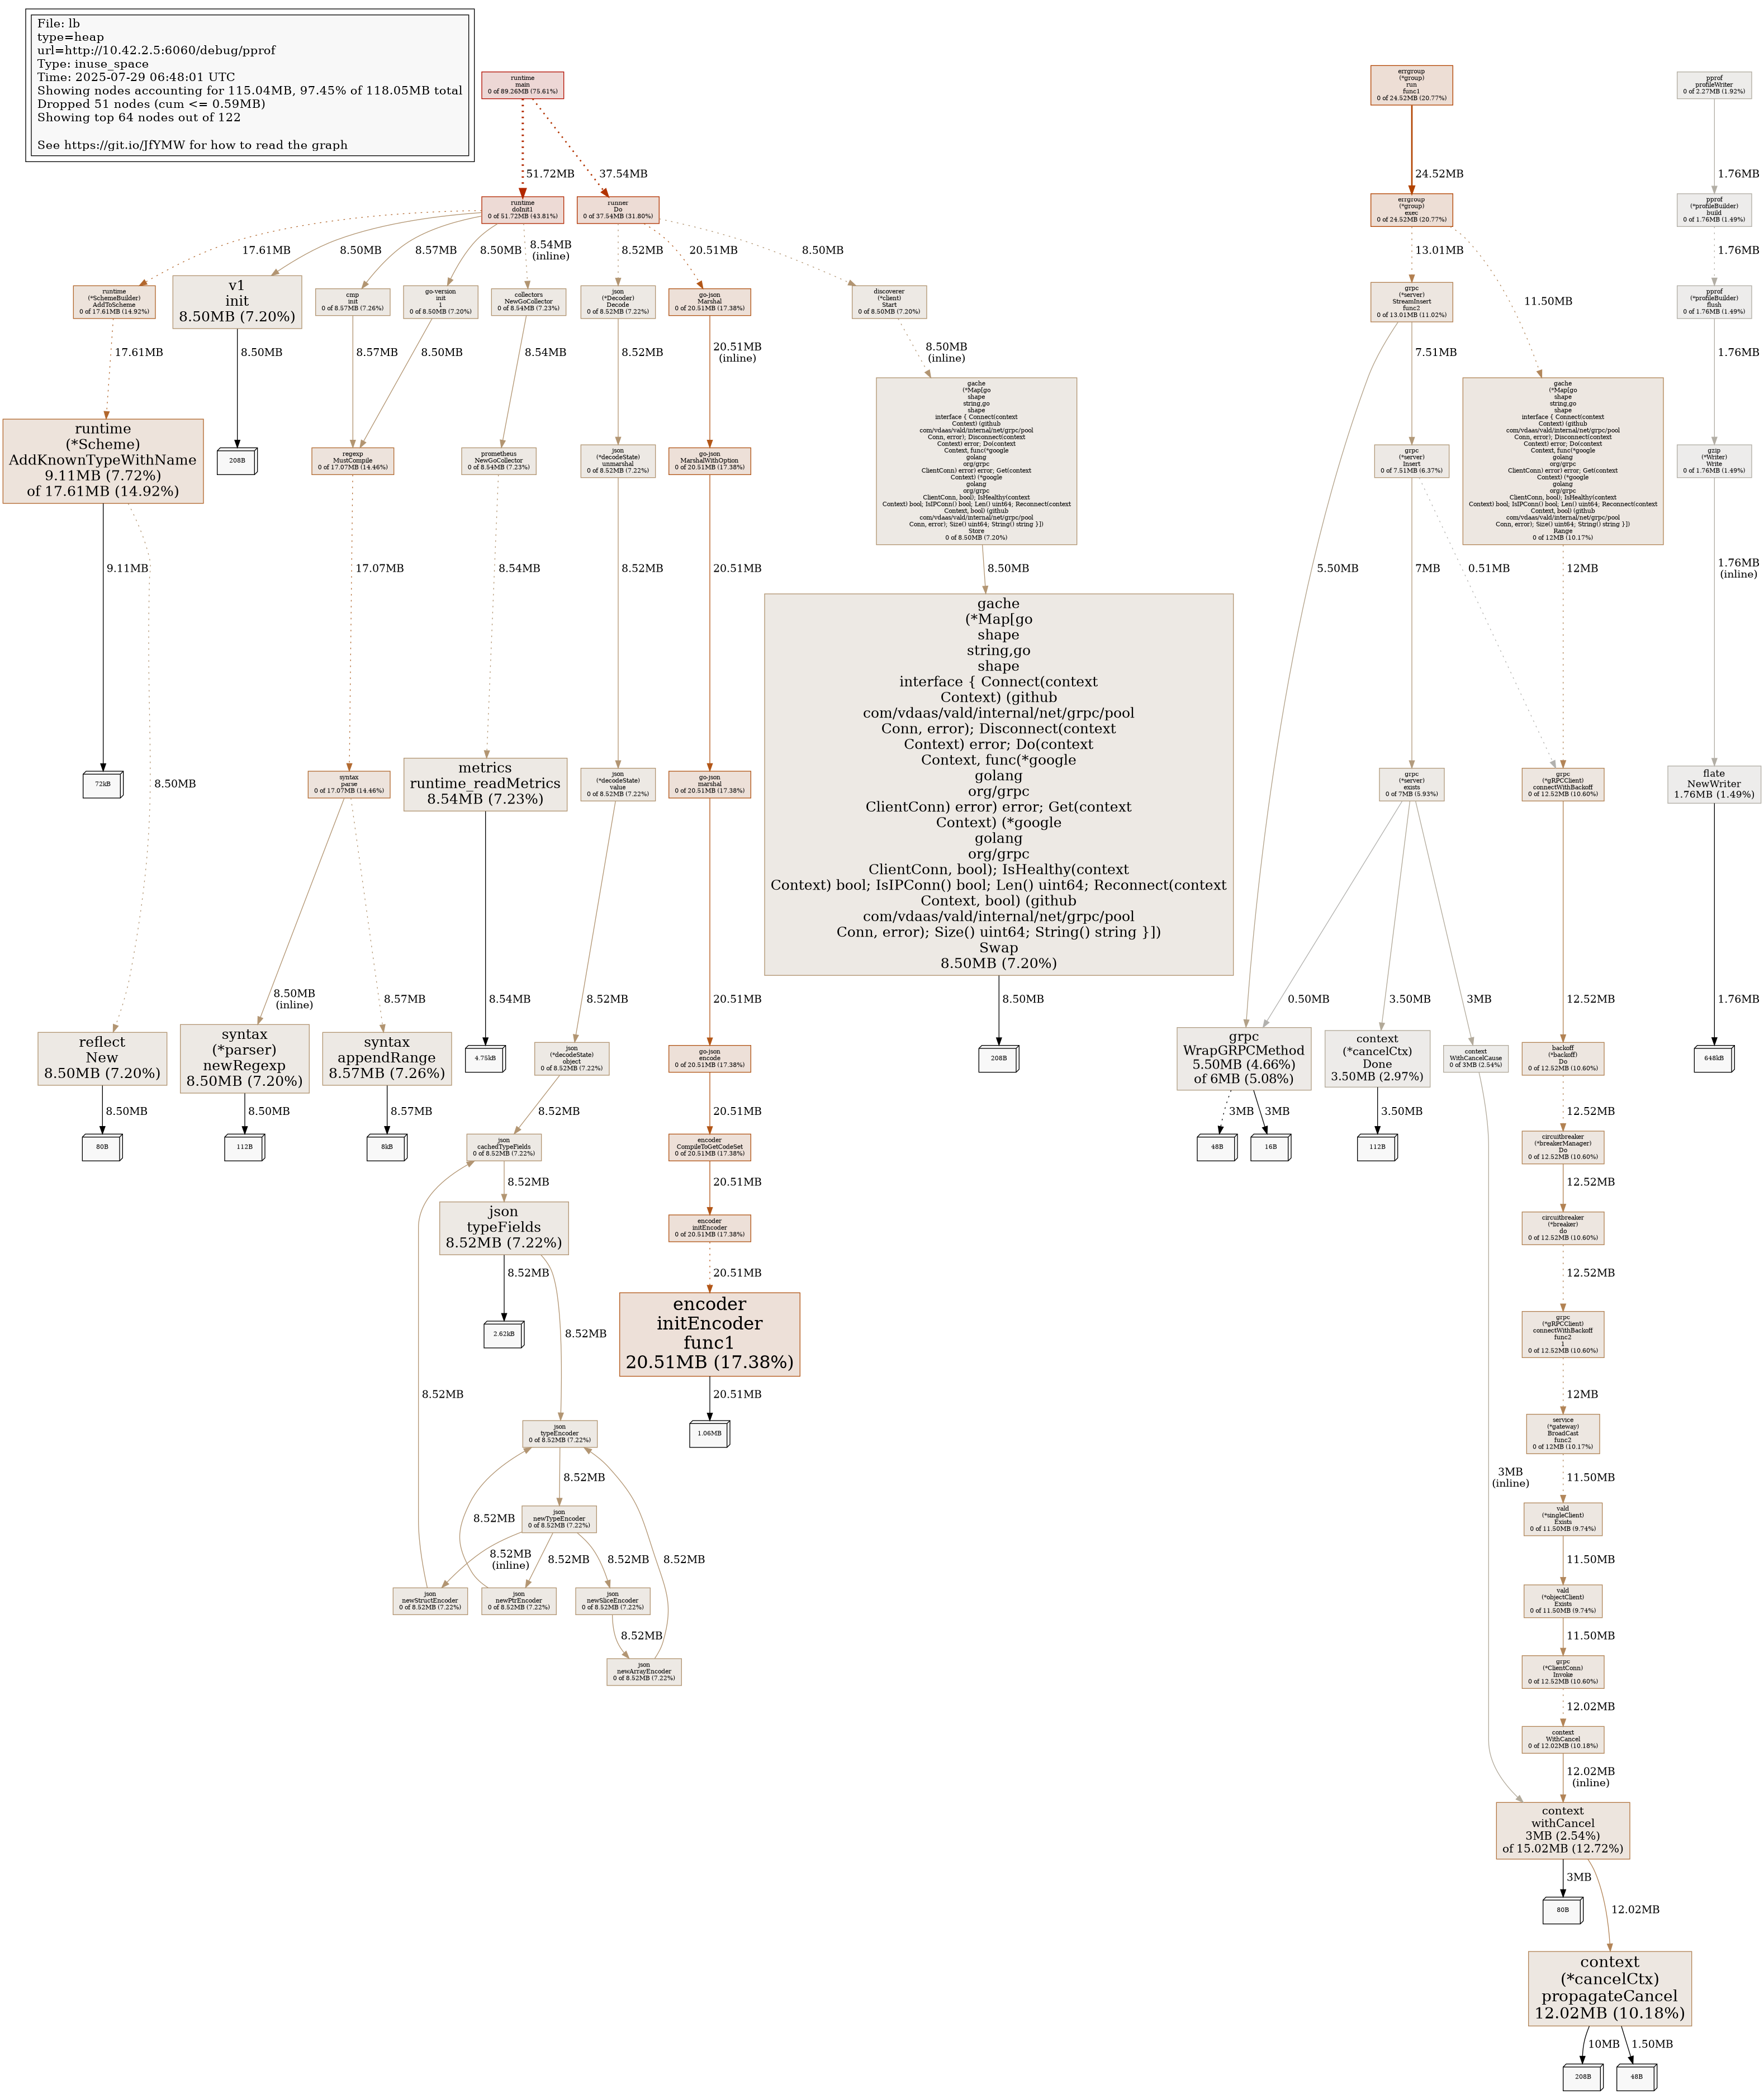 File: lb
type=heap
url=http://10.42.2.5:6060/debug/pprof
Type: inuse_space
Time: 2025-07-29 06:48:01 UTC
Showing nodes accounting for 115.04MB, 97.45% of 118.05MB total
Dropped 51 nodes (cum <= 0.59MB)
Showing top 64 nodes out of 122
See https://git.io/JfYMW for how to read the graph
runtime
main
0 of 89.26MB (75.61%)
errgroup
(*group)
run
func1
0 of 24.52MB (20.77%)
pprof
profileWriter
0 of 2.27MB (1.92%)
51.72MB
37.54MB
24.52MB
1.76MB
runtime
doInit1
0 of 51.72MB (43.81%)
runner
Do
0 of 37.54MB (31.80%)
errgroup
(*group)
exec
0 of 24.52MB (20.77%)
pprof
(*profileBuilder)
build
0 of 1.76MB (1.49%)
17.61MB
8.50MB
8.57MB
8.50MB
8.54MB
(inline)
8.52MB
20.51MB
8.50MB
13.01MB
11.50MB
1.76MB
runtime
(*SchemeBuilder)
AddToScheme
0 of 17.61MB (14.92%)
v1
init
8.50MB (7.20%)
cmp
init
0 of 8.57MB (7.26%)
go-version
init
1
0 of 8.50MB (7.20%)
collectors
NewGoCollector
0 of 8.54MB (7.23%)
json
(*Decoder)
Decode
0 of 8.52MB (7.22%)
go-json
Marshal
0 of 20.51MB (17.38%)
discoverer
(*client)
Start
0 of 8.50MB (7.20%)
grpc
(*server)
StreamInsert
func2
0 of 13.01MB (11.02%)
pprof
(*profileBuilder)
flush
0 of 1.76MB (1.49%)
17.61MB
8.50MB
8.57MB
8.50MB
8.54MB
8.52MB
20.51MB
(inline)
8.50MB
(inline)
7.51MB
1.76MB
runtime
(*Scheme)
AddKnownTypeWithName
9.11MB (7.72%)
of 17.61MB (14.92%)
208B
regexp
MustCompile
0 of 17.07MB (14.46%)
prometheus
NewGoCollector
0 of 8.54MB (7.23%)
json
(*decodeState)
unmarshal
0 of 8.52MB (7.22%)
go-json
MarshalWithOption
0 of 20.51MB (17.38%)
gache
(*Map[go
shape
string,go
shape
interface { Connect(context
Context) (github
com/vdaas/vald/internal/net/grpc/pool
Conn, error); Disconnect(context
Context) error; Do(context
Context, func(*google
golang
org/grpc
ClientConn) error) error; Get(context
Context) (*google
golang
org/grpc
ClientConn, bool); IsHealthy(context
Context) bool; IsIPConn() bool; Len() uint64; Reconnect(context
Context, bool) (github
com/vdaas/vald/internal/net/grpc/pool
Conn, error); Size() uint64; String() string }])
Store
0 of 8.50MB (7.20%)
grpc
(*server)
Insert
0 of 7.51MB (6.37%)
gache
(*Map[go
shape
string,go
shape
interface { Connect(context
Context) (github
com/vdaas/vald/internal/net/grpc/pool
Conn, error); Disconnect(context
Context) error; Do(context
Context, func(*google
golang
org/grpc
ClientConn) error) error; Get(context
Context) (*google
golang
org/grpc
ClientConn, bool); IsHealthy(context
Context) bool; IsIPConn() bool; Len() uint64; Reconnect(context
Context, bool) (github
com/vdaas/vald/internal/net/grpc/pool
Conn, error); Size() uint64; String() string }])
Range
0 of 12MB (10.17%)
gzip
(*Writer)
Write
0 of 1.76MB (1.49%)
9.11MB
17.07MB
8.54MB
8.52MB
20.51MB
8.50MB
5.50MB
7MB
0.51MB
12MB
1.76MB
(inline)
72kB
8.50MB
syntax
parse
0 of 17.07MB (14.46%)
metrics
runtime_readMetrics
8.54MB (7.23%)
json
(*decodeState)
value
0 of 8.52MB (7.22%)
go-json
marshal
0 of 20.51MB (17.38%)
gache
(*Map[go
shape
string,go
shape
interface { Connect(context
Context) (github
com/vdaas/vald/internal/net/grpc/pool
Conn, error); Disconnect(context
Context) error; Do(context
Context, func(*google
golang
org/grpc
ClientConn) error) error; Get(context
Context) (*google
golang
org/grpc
ClientConn, bool); IsHealthy(context
Context) bool; IsIPConn() bool; Len() uint64; Reconnect(context
Context, bool) (github
com/vdaas/vald/internal/net/grpc/pool
Conn, error); Size() uint64; String() string }])
Swap
8.50MB (7.20%)
grpc
(*server)
exists
0 of 7MB (5.93%)
grpc
(*gRPCClient)
connectWithBackoff
0 of 12.52MB (10.60%)
flate
NewWriter
1.76MB (1.49%)
8.50MB
(inline)
8.57MB
8.54MB
8.52MB
20.51MB
8.50MB
0.50MB
3.50MB
3MB
12.52MB
1.76MB
reflect
New
8.50MB (7.20%)
syntax
(*parser)
newRegexp
8.50MB (7.20%)
syntax
appendRange
8.57MB (7.26%)
4.75kB
json
(*decodeState)
object
0 of 8.52MB (7.22%)
go-json
encode
0 of 20.51MB (17.38%)
208B
grpc
WrapGRPCMethod
5.50MB (4.66%)
of 6MB (5.08%)
context
(*cancelCtx)
Done
3.50MB (2.97%)
context
WithCancelCause
0 of 3MB (2.54%)
backoff
(*backoff)
Do
0 of 12.52MB (10.60%)
648kB
8.50MB
8.50MB
8.57MB
8.52MB
20.51MB
3MB
3MB
3.50MB
12.52MB
80B
112B
8kB
json
cachedTypeFields
0 of 8.52MB (7.22%)
encoder
CompileToGetCodeSet
0 of 20.51MB (17.38%)
48B
16B
112B
circuitbreaker
(*breakerManager)
Do
0 of 12.52MB (10.60%)
8.52MB
20.51MB
12.52MB
json
typeFields
8.52MB (7.22%)
encoder
initEncoder
0 of 20.51MB (17.38%)
circuitbreaker
(*breaker)
do
0 of 12.52MB (10.60%)
8.52MB
20.51MB
12.52MB
2.62kB
8.52MB
encoder
initEncoder
func1
20.51MB (17.38%)
grpc
(*gRPCClient)
connectWithBackoff
func2
1
0 of 12.52MB (10.60%)
8.52MB
20.51MB
12MB
json
typeEncoder
0 of 8.52MB (7.22%)
1.06MB
service
(*gateway)
BroadCast
func2
0 of 12MB (10.17%)
8.52MB
3MB
(inline)
11.50MB
8.52MB
json
newTypeEncoder
0 of 8.52MB (7.22%)
vald
(*singleClient)
Exists
0 of 11.50MB (9.74%)
8.52MB
(inline)
8.52MB
8.52MB
8.52MB
11.50MB
json
newStructEncoder
0 of 8.52MB (7.22%)
json
newPtrEncoder
0 of 8.52MB (7.22%)
json
newSliceEncoder
0 of 8.52MB (7.22%)
vald
(*objectClient)
Exists
0 of 11.50MB (9.74%)
8.52MB
11.50MB
json
newArrayEncoder
0 of 8.52MB (7.22%)
grpc
(*ClientConn)
Invoke
0 of 12.52MB (10.60%)
12.02MB
context
WithCancel
0 of 12.02MB (10.18%)
12.02MB
(inline)
context
withCancel
3MB (2.54%)
of 15.02MB (12.72%)
3MB
12.02MB
80B
context
(*cancelCtx)
propagateCancel
12.02MB (10.18%)
10MB
1.50MB
208B
48B